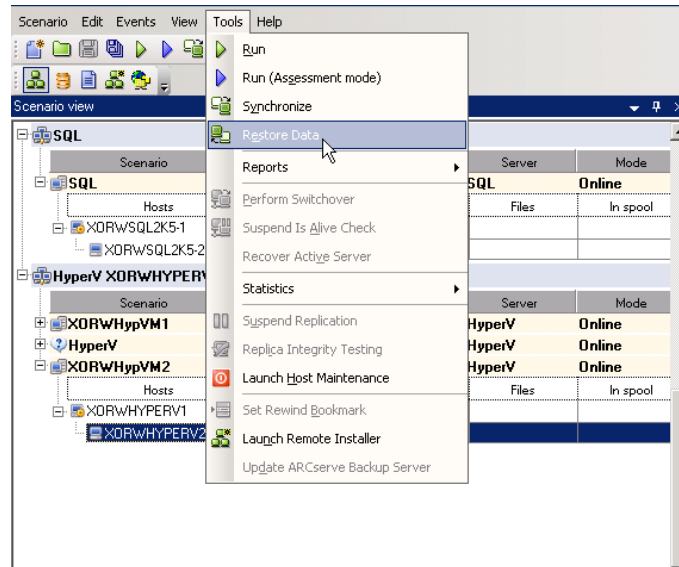 Scenario Edit Events View Tools Help
Run
Run (Assessment mode)
Scenario view
Synchronize
SQL
Restore Data
Scenario Reports Server Mode
SQL SQL Online
Hosts Perform Switchover Files In spool
XORWSQL2K5-1 Suspend Is Alive Check
XORWSQL2K5-2 Recover Active Server
HyperV XORWHYPERV
Statistics
Scenario Server Mode
XORWHypVM1 Suspend Replication HyperV Online
HyperV Replica Integrity Testing HyperV Online
XORWHypVM2 Launch Host Maintenance HyperV Online
Hosts Files In spool
XORWHYPERV1 Set Rewind Bookmark
XORWHYPERV2 Launch Remote Installer
Update ARCserve Backup Server